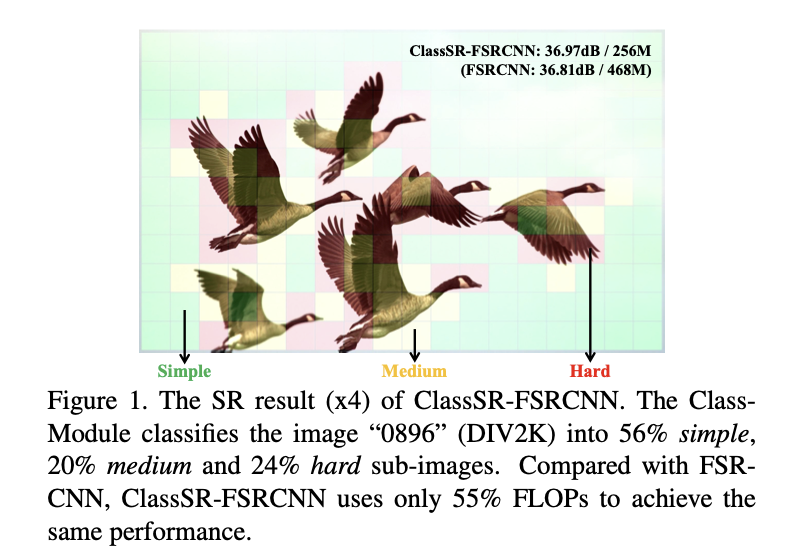 ClassSR-FSRCNN: 36.97dB / 256M
(FSRCNN: 36.81dB / 468M)
Simple Medium Hard
Figure 1. The SR result (x4) of ClassSR-FSRCNN. The Class-
Module classifies the image “0896” (DIV2K) into 56% simple,
20% medium and 24% hard sub-images. Compared with FSR-
CNN, ClassSR-FSRCNN uses only 55% FLOPs to achieve the
same performance.